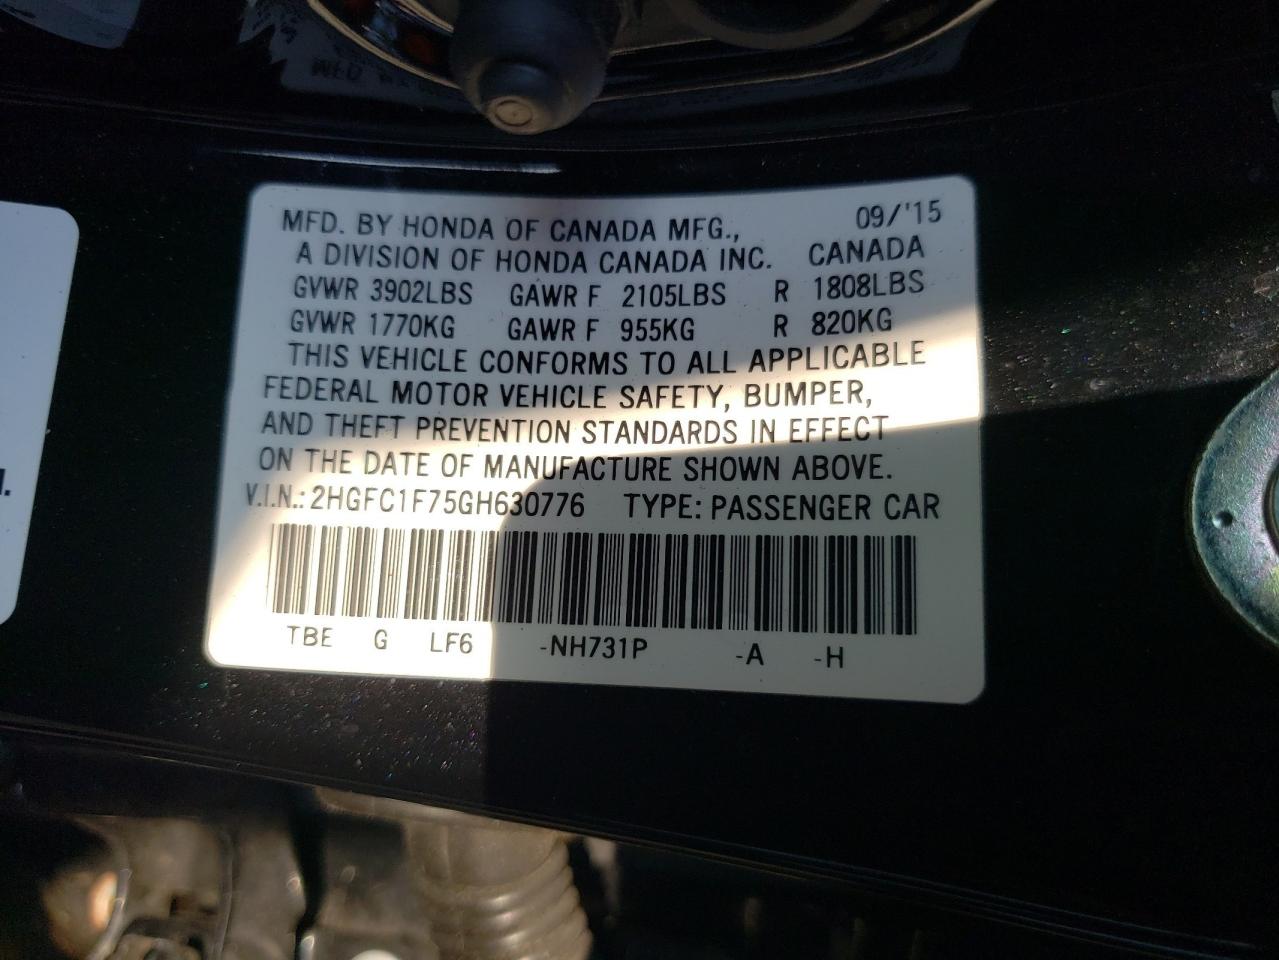 MFD. BY HONDA OF CANADA MFG., 09/'15
A DIVISION OF HONDA CANADA INC. CANADA
GVWR 3902LBS GAWR F 2105LBS R 1808LBS
GVWR 1770KG GAWR F 955KG R 820KG
THIS VEHICLE CONFORMS TO ALL APPLICABLE
FEDERAL MOTOR VEHICLE SAFETY, BUMPER,
AND THEFT PREVENTION STANDARDS IN EFFECT
ON THE DATE OF MANUFACTURE SHOWN ABOVE.
V.I.N.: 2HGFC1F75GH630776 TYPE: PASSENGER CAR
TBE G LF6 -NH731P -A -H